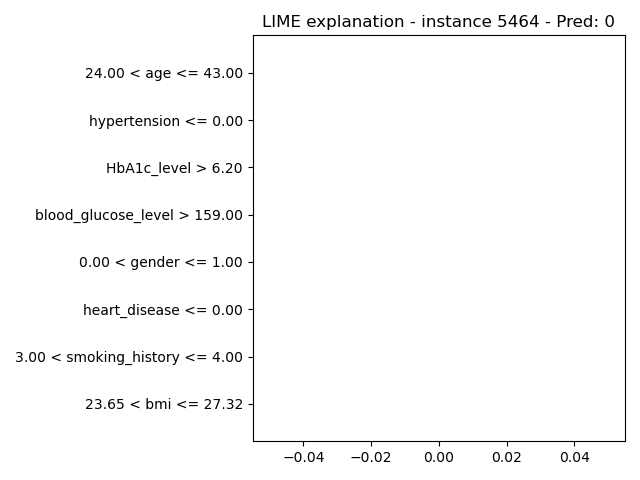 LIME explanation - instance 5464 - Pred: 0
24.00 < age <= 43.00
hypertension <= 0.00
HbA1c_level > 6.20
blood_glucose_level > 159.00
0.00 < gender <= 1.00
heart_disease <= 0.00
3.00 < smoking_history <= 4.00
23.65 < bmi <= 27.32
−0.04 −0.02 0.00 0.02 0.04